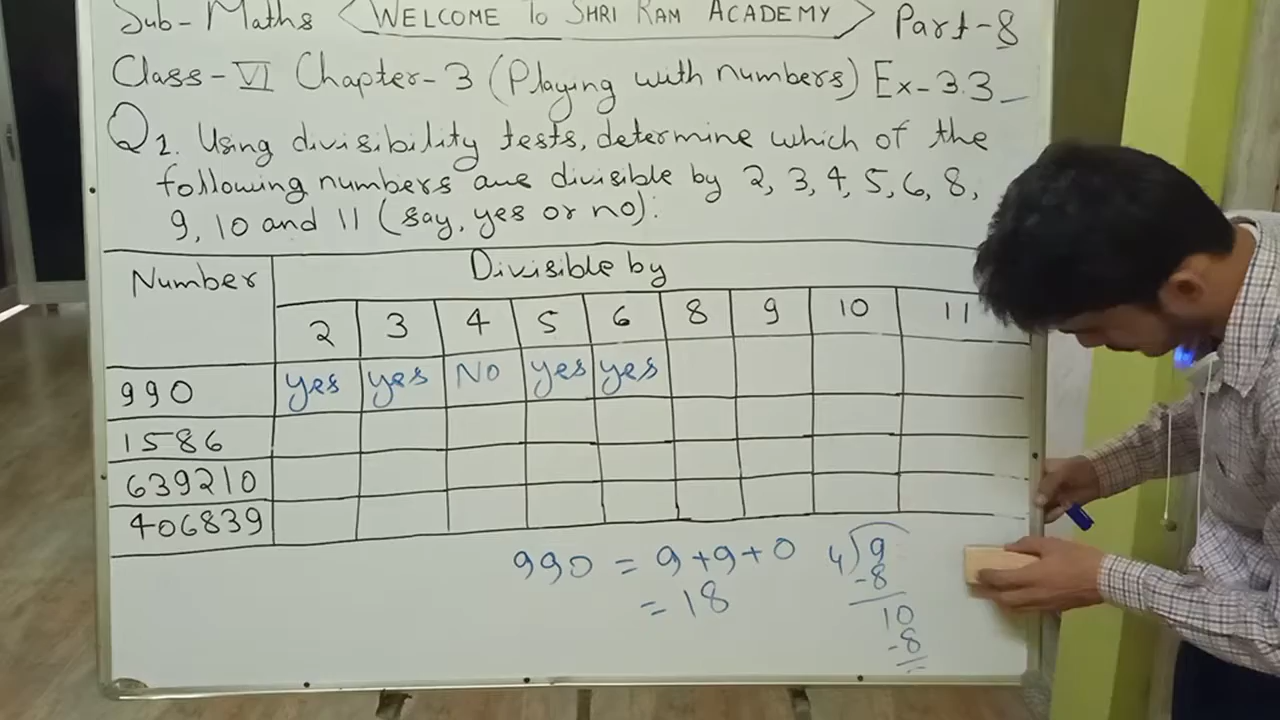 Sub- Maths WELCOME TO SHRI RAM ACADEMY Part-8
Class-VI Chapter-3 (Playing with numbers) Ex-3.3
Q2. Using divisibility tests, determine which of the
following numbers are divisible by 2, 3, 4, 5, 6, 8,
9, 10 and 11 (say, yes or no):
Number Divisible by
2 3 4 5 6 8 9 10 11
990 yes yes NO yes yes
1586
639210
406839
990 = 9+9+0 4)9
-8
= 18 10
-8